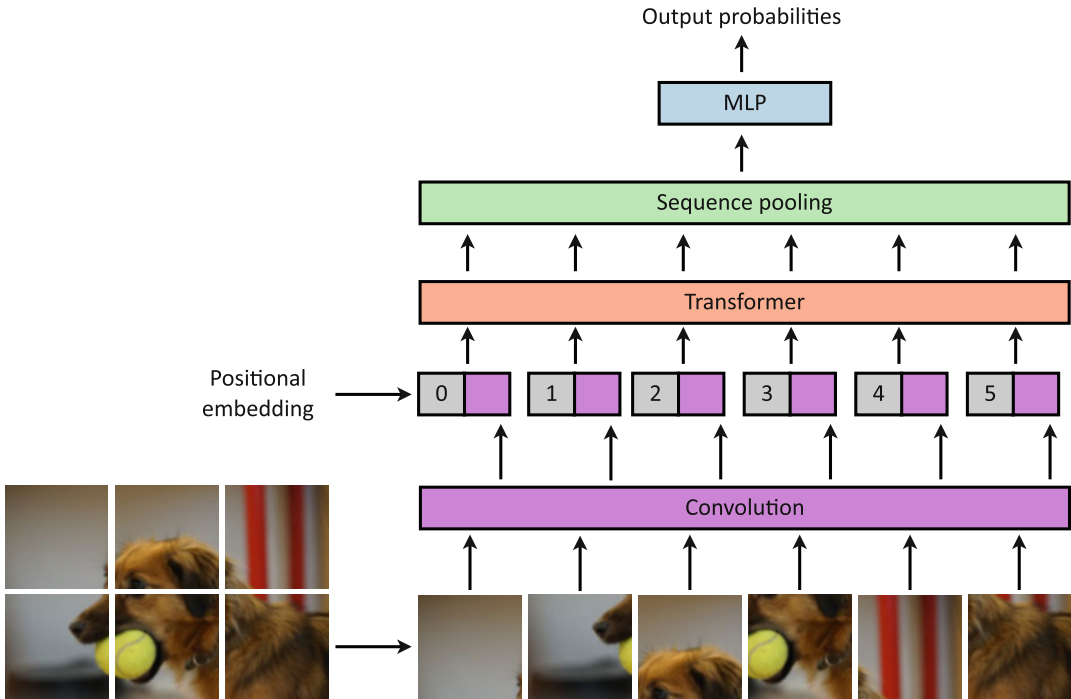 Output probabilities
MLP
Sequence pooling
Transformer
Positional
embedding
0 1 2 3 4 5
Convolution